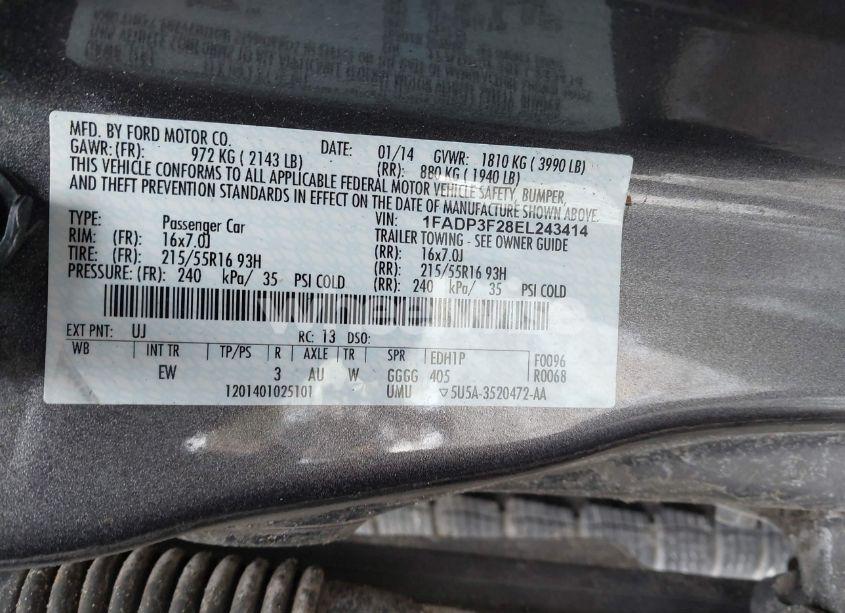 MFD. BY FORD MOTOR CO. DATE: 01/14 GVWR: 1810 KG ( 3990 LB)
GAWR: (FR): 972 KG ( 2143 LB) (RR): 880 KG ( 1940 LB)
THIS VEHICLE CONFORMS TO ALL APPLICABLE FEDERAL MOTOR VEHICLE SAFETY, BUMPER,
AND THEFT PREVENTION STANDARDS IN EFFECT ON THE DATE OF MANUFACTURE SHOWN ABOVE.
TYPE: Passenger Car VIN: 1FADP3F28EL243414
TRAILER TOWING - SEE OWNER GUIDE
RIM: (FR): 16x7.0J (RR): 16x7.0J
TIRE: (FR): 215/55R16 93H (RR): 215/55R16 93H
PRESSURE: (FR): 240 kPa/ 35 PSI COLD (RR): 240 kPa/ 35 PSI COLD
EXT PNT: UJ RC: 13 DSO:
WB INT TR TP/PS R AXLE TR SPR EDH1P F0096
EW 3 AU W GGGG 405 R0068
1201401025101 UMU ▽5U5A-3520472-AA